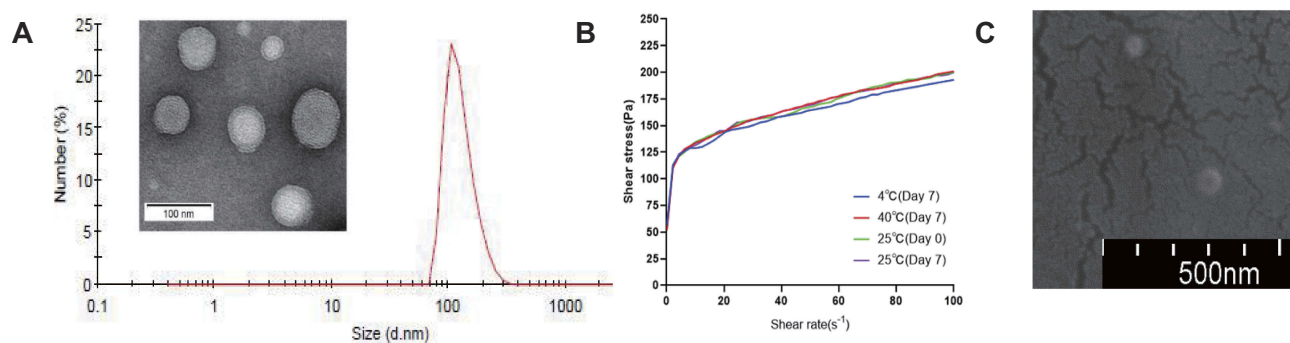 A
Number (%)
25
20
15
10
5
0
100 nm
0.1
1
10
100
1000
Size (d.nm)
B
Shear stress(Pa)
250
225
200
175
150
125
100
75
50
25
0
4°C(Day 7)
40°C(Day 7)
25°C(Day 0)
25°C(Day 7)
0
20
40
60
80
100
Shear rate(s⁻¹)
C
500nm